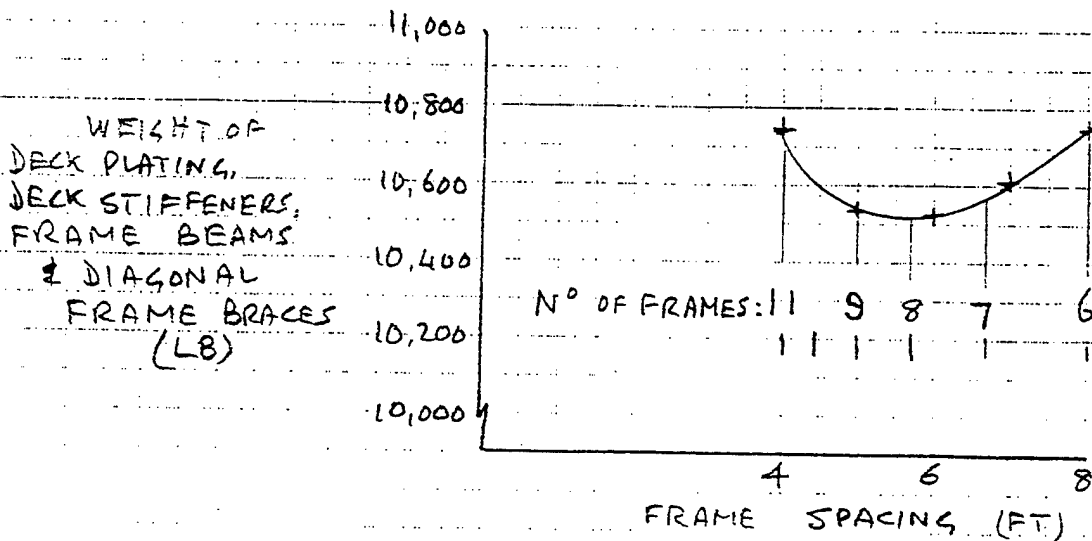 11,000
10,800
WEIGHT OF
DECK PLATING,
DECK STIFFENERS,
FRAME BEAMS
& DIAGONAL
FRAME BRACES
(LB)
10,600
10,400
10,200
10,000
Nº OF FRAMES: 11 9 8 7 6
4 6 8
FRAME SPACING (FT)